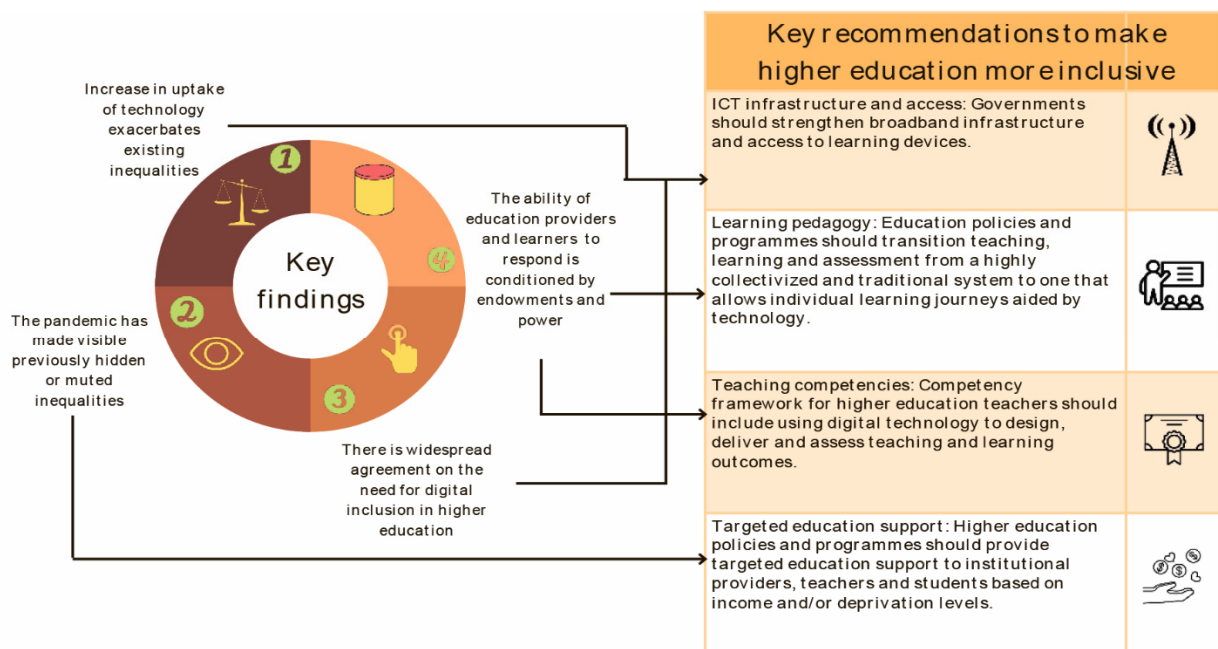 Increase in uptake
of technology
exacerbates
existing
inequalities
1
2
3
4
Key
findings
The pandemic has
made visible
previously hidden
or muted
inequalities
There is widespread
agreement on the
need for digital
inclusion in higher
education
The ability of
education providers
and learners to
respond is
conditioned by
endowments and
power
Key recommendations to make
higher education more inclusive
ICT infrastructure and access: Governments
should strengthen broadband infrastructure
and access to learning devices.
Learning pedagogy: Education policies and
programmes should transition teaching,
learning and assessment from a highly
collectivized and traditional system to one that
allows individual learning journeys aided by
technology.
Teaching competencies: Competency
framework for higher education teachers should
include using digital technology to design,
deliver and assess teaching and learning
outcomes.
Targeted education support: Higher education
policies and programmes should provide
targeted education support to institutional
providers, teachers and students based on
income and/or deprivation levels.